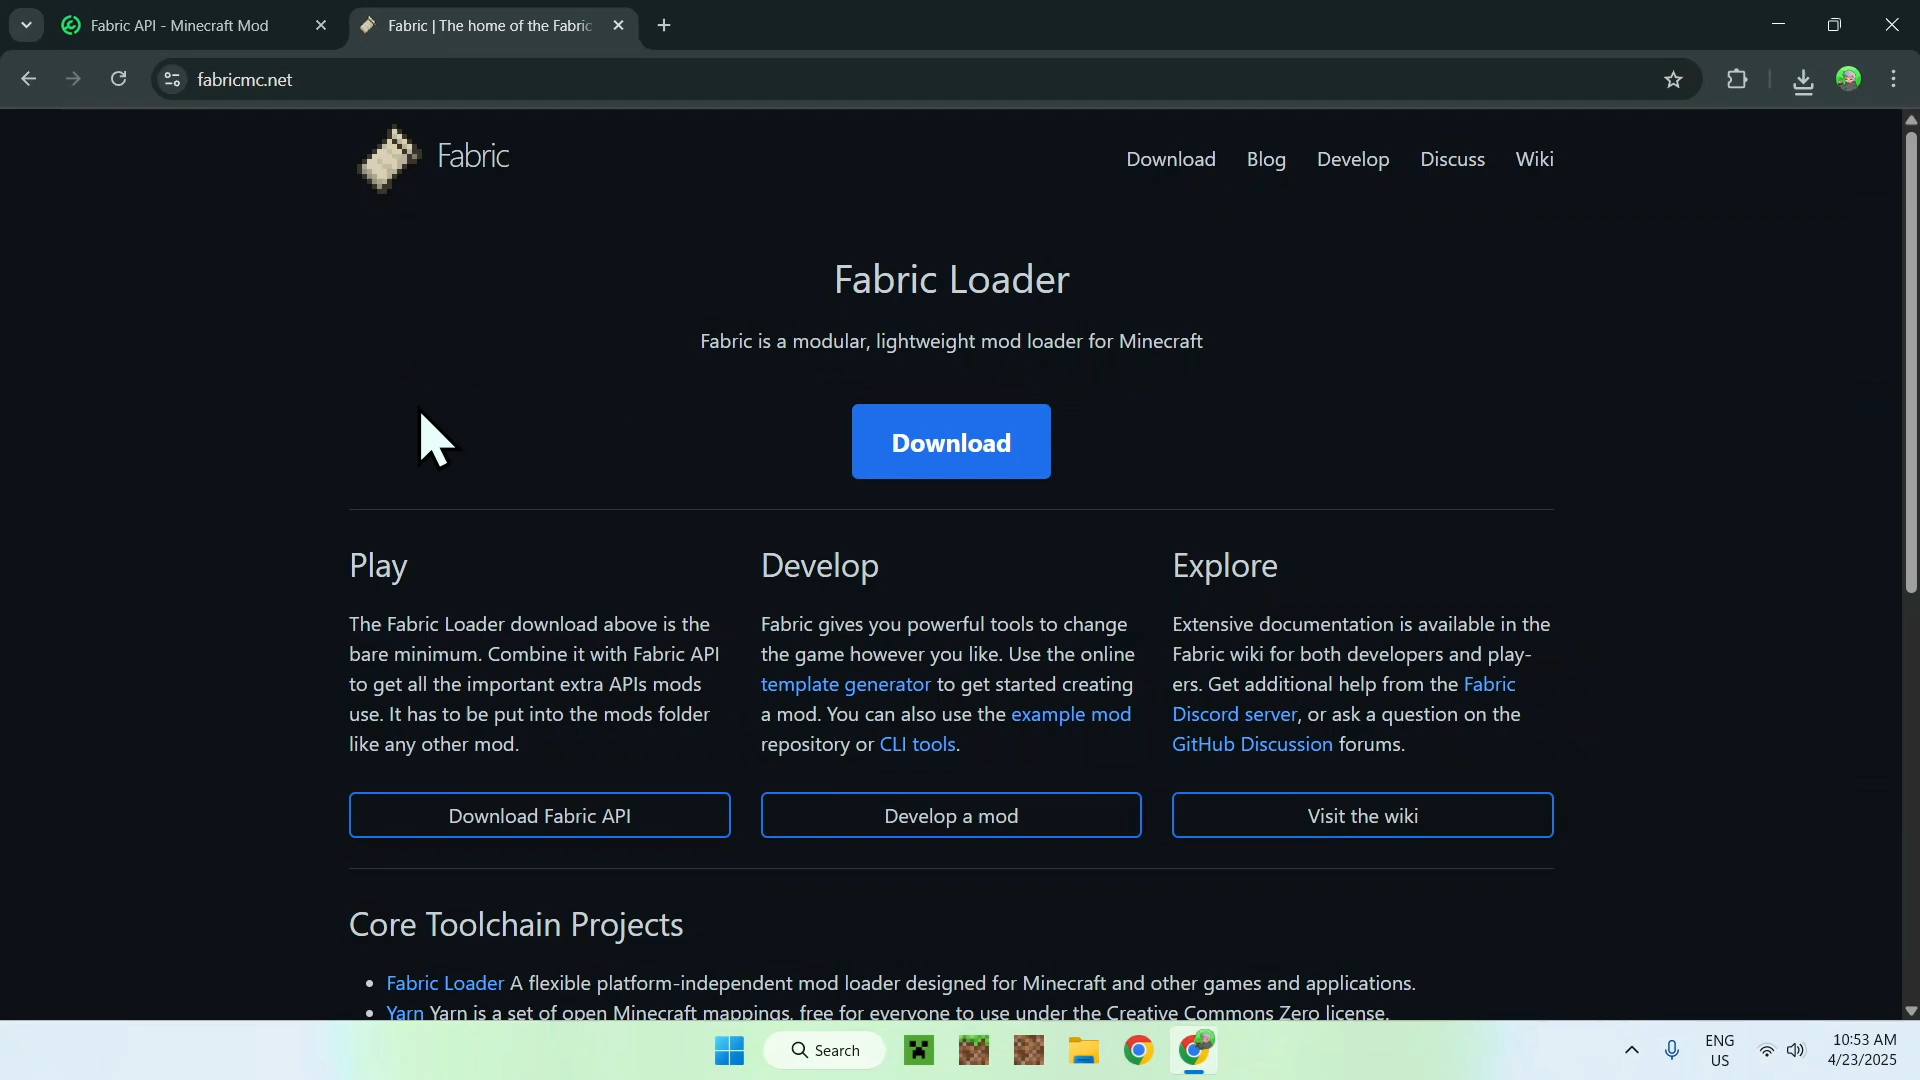 Fabric API - Minecraft Mod
Fabric | The home of the Fabric
fabricmc.net
Fabric
Download Blog Develop Discuss Wiki
Fabric Loader
Fabric is a modular, lightweight mod loader for Minecraft
Download
Play
The Fabric Loader download above is the
bare minimum. Combine it with Fabric API
to get all the important extra APIs mods
use. It has to be put into the mods folder
like any other mod.
Download Fabric API
Develop
Fabric gives you powerful tools to change
the game however you like. Use the online
template generator to get started creating
a mod. You can also use the example mod
repository or CLI tools.
Develop a mod
Explore
Extensive documentation is available in the
Fabric wiki for both developers and play-
ers. Get additional help from the Fabric
Discord server, or ask a question on the
GitHub Discussion forums.
Visit the wiki
Core Toolchain Projects
• Fabric Loader A flexible platform-independent mod loader designed for Minecraft and other games and applications.
• Yarn Yarn is a set of open Minecraft mappings, free for everyone to use under the Creative Commons Zero license.
Search
ENG
US
10:53 AM
4/23/2025